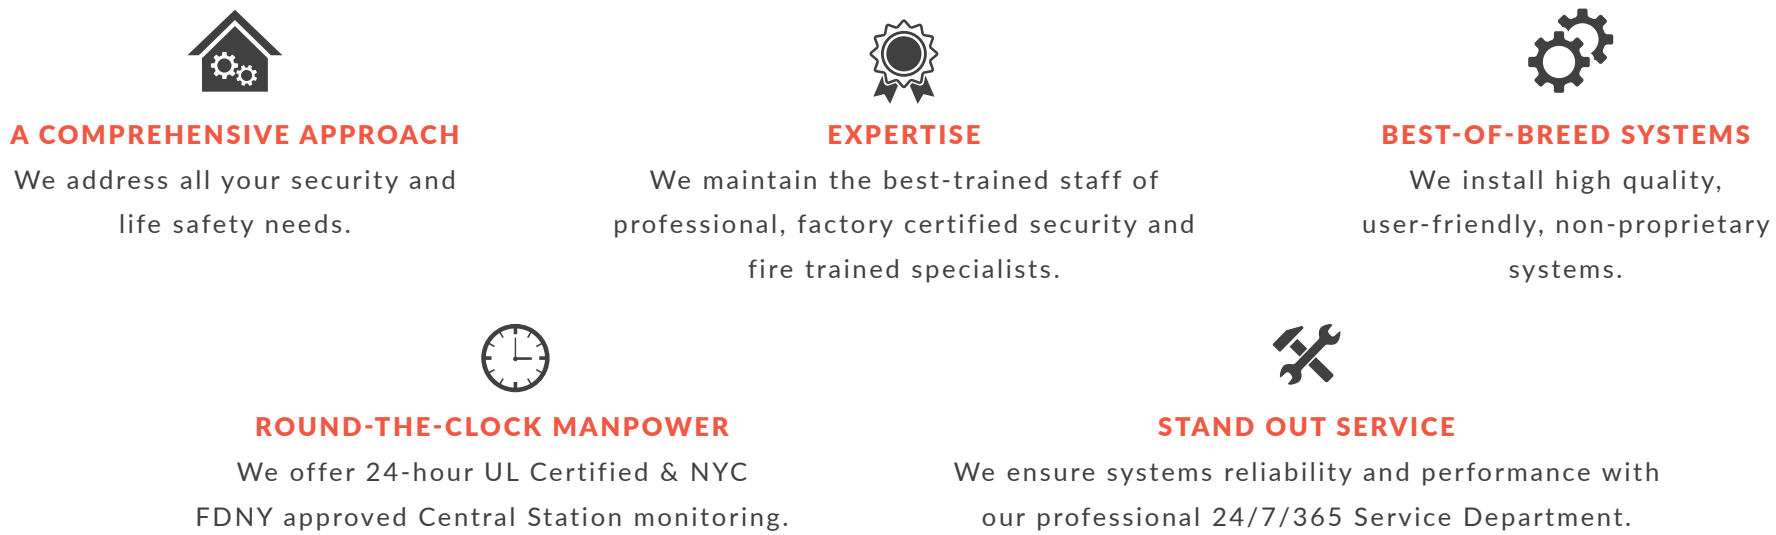 A COMPREHENSIVE APPROACH
We address all your security and
life safety needs.
EXPERTISE
We maintain the best-trained staff of
professional, factory certified security and
fire trained specialists.
BEST-OF-BREED SYSTEMS
We install high quality,
user-friendly, non-proprietary
systems.
ROUND-THE-CLOCK MANPOWER
We offer 24-hour UL Certified & NYC
FDNY approved Central Station monitoring.
STAND OUT SERVICE
We ensure systems reliability and performance with
our professional 24/7/365 Service Department.